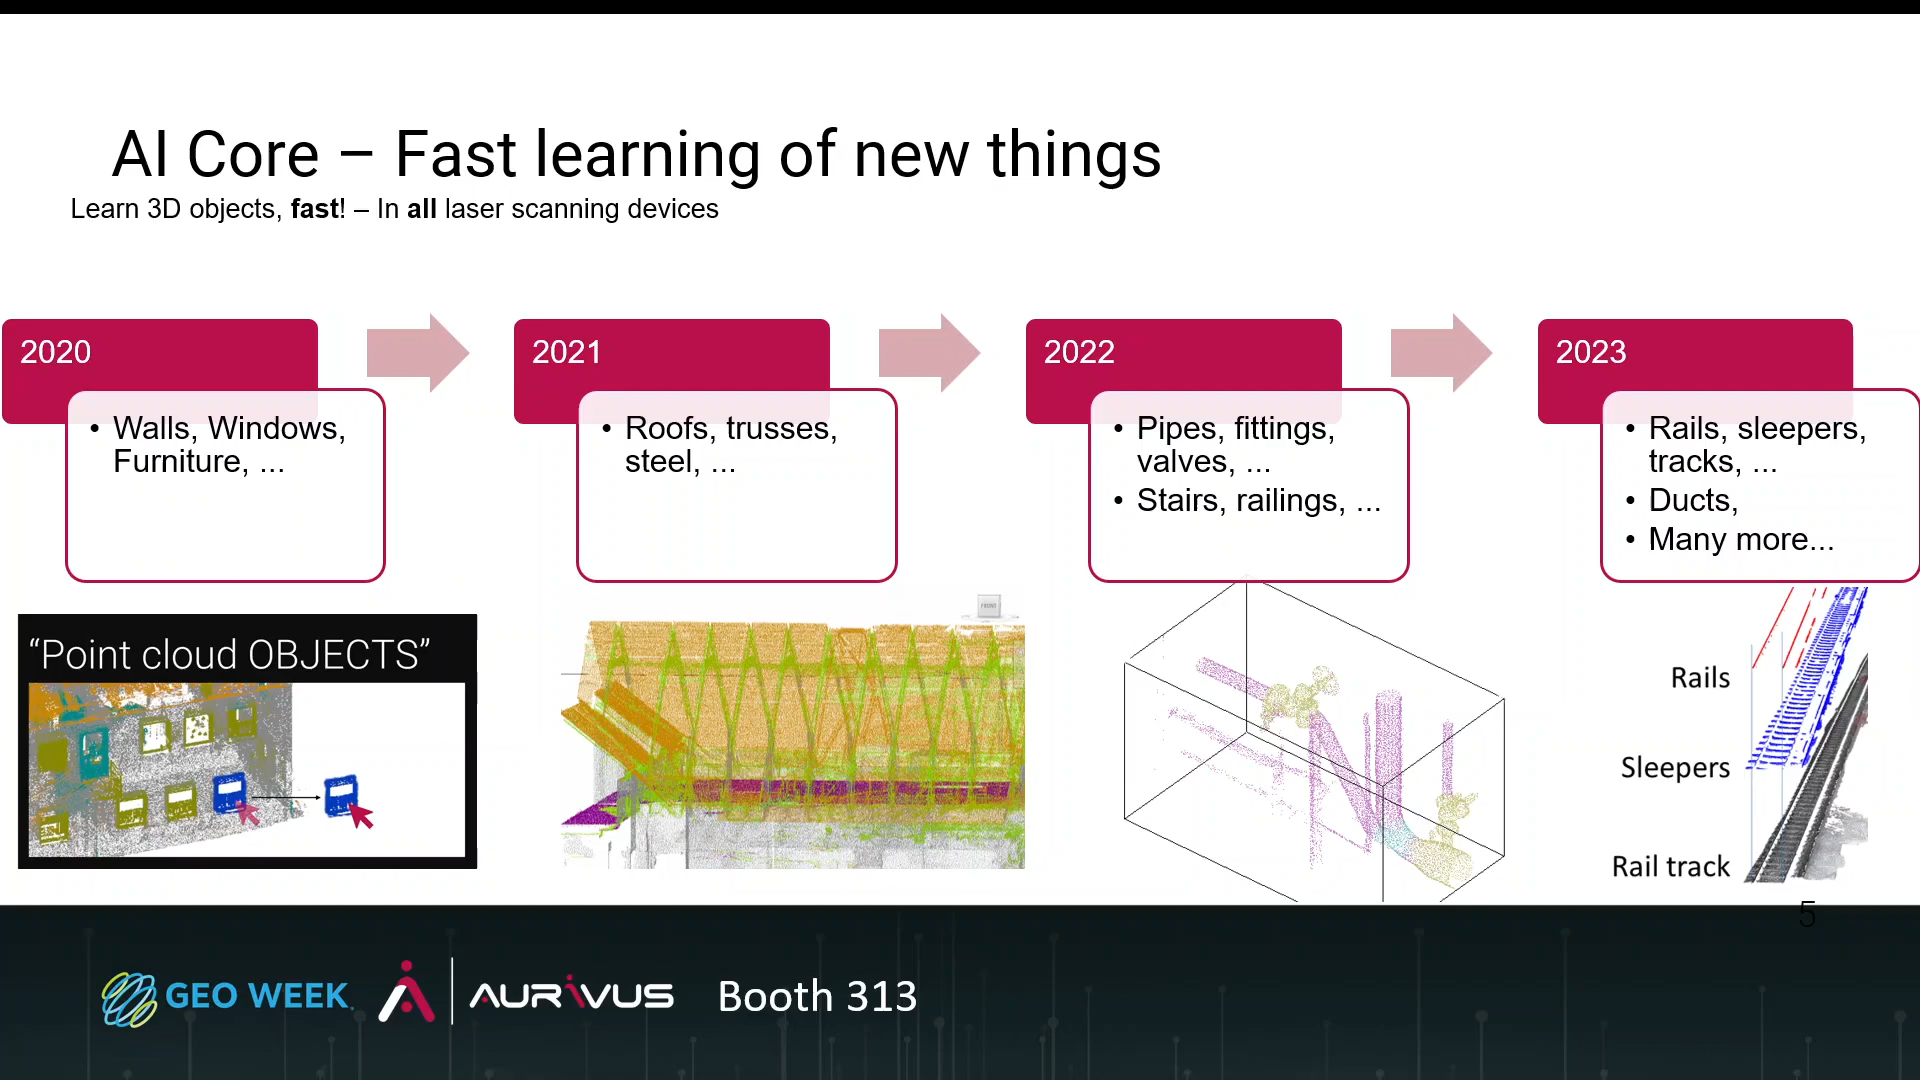 AI Core – Fast learning of new things
Learn 3D objects, fast! – In all laser scanning devices
2020
• Walls, Windows,
Furniture, ...
2021
• Roofs, trusses,
steel, ...
2022
• Pipes, fittings,
valves, ...
• Stairs, railings, ...
2023
• Rails, sleepers,
tracks, ...
• Ducts,
• Many more...
“Point cloud OBJECTS”
FRONT
Rails
Sleepers
Rail track
5
GEO WEEK.
AURIVUS
Booth 313